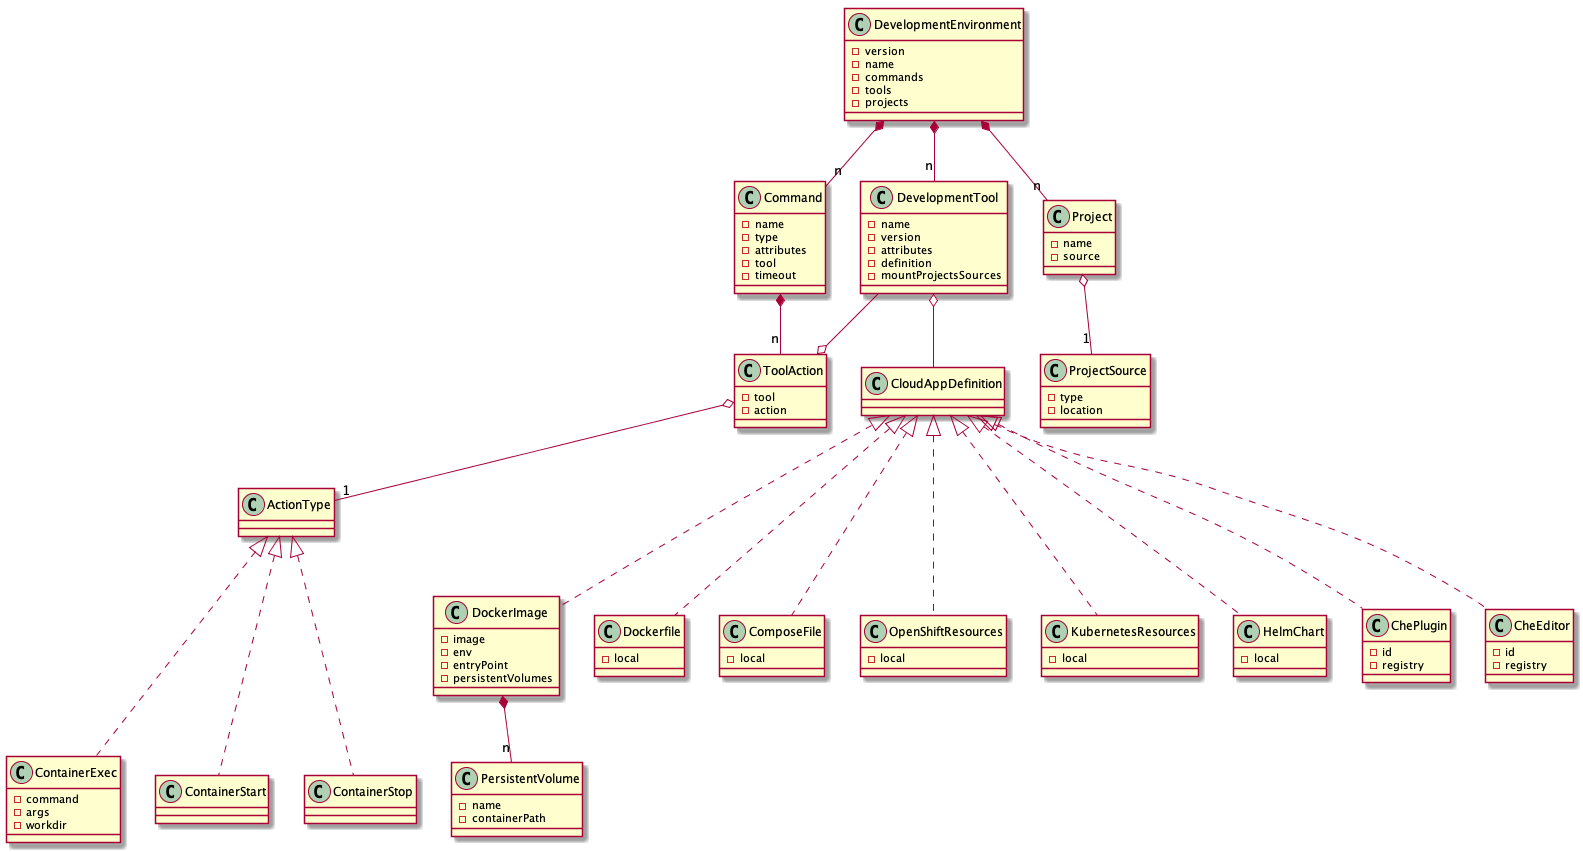 C DevelopmentEnvironment
version
name
commands
tools
projects
n
n
n
C Command
name
type
attributes
tool
timeout
C DevelopmentTool
name
version
attributes
definition
mountProjectsSources
C Project
name
source
n
1
C ToolAction
tool
action
C CloudAppDefinition
C ProjectSource
type
location
1
C ActionType
C DockerImage
image
env
entryPoint
persistentVolumes
C Dockerfile
local
C ComposeFile
local
C OpenShiftResources
local
C KubernetesResources
local
C HelmChart
local
C ChePlugin
id
registry
C CheEditor
id
registry
n
C ContainerExec
command
args
workdir
C ContainerStart
C ContainerStop
C PersistentVolume
name
containerPath